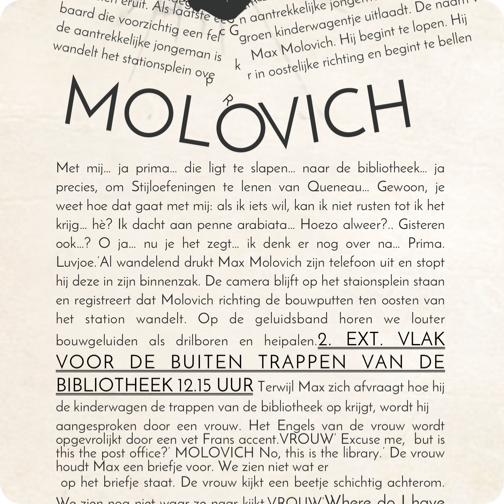 en eruit. Als laatste een aantrekkelijke jongem
baard die voorzichtig een fel G groen kinderwagentje uitlaadt. De naam
de aantrekkelijke jongeman is k Max Molovich. Hij begint te lopen. Hij
wandelt het stationsplein ove p r in oostelijke richting en begint te bellen
R
MOLOVICH
Met mij... ja prima... die ligt te slapen... naar de bibliotheek... ja
precies, om Stijloefeningen te lenen van Queneau... Gewoon, je
weet hoe dat gaat met mij: als ik iets wil, kan ik niet rusten tot ik het
krijg... hè? Ik dacht aan penne arabiata... Hoezo alweer?.. Gisteren
ook...? O ja... nu je het zegt... ik denk er nog over na... Prima.
Luvjoe.'Al wandelend drukt Max Molovich zijn telefoon uit en stopt
hij deze in zijn binnenzak. De camera blijft op het staionsplein staan
en registreert dat Molovich richting de bouwputten ten oosten van
het station wandelt. Op de geluidsband horen we louter
bouwgeluiden als drilboren en heipalen.2. EXT. VLAK
VOOR DE BUITEN TRAPPEN VAN DE
BIBLIOTHEEK 12.15 UUR Terwijl Max zich afvraagt hoe hij
de kinderwagen de trappen van de bibliotheek op krijgt, wordt hij
aangesproken door een vrouw. Het Engels van de vrouw wordt
opgevrolijkt door een vet Frans accent.VROUW' Excuse me, but is
this the post office?' MOLOVICH No, this is the library.' De vrouw
houdt Max een briefje voor. We zien niet wat er
op het briefje staat. De vrouw kijkt een beetje schichtig achterom.
We zien nog niet waar ze naar kijkt.VROUW'Where do I have